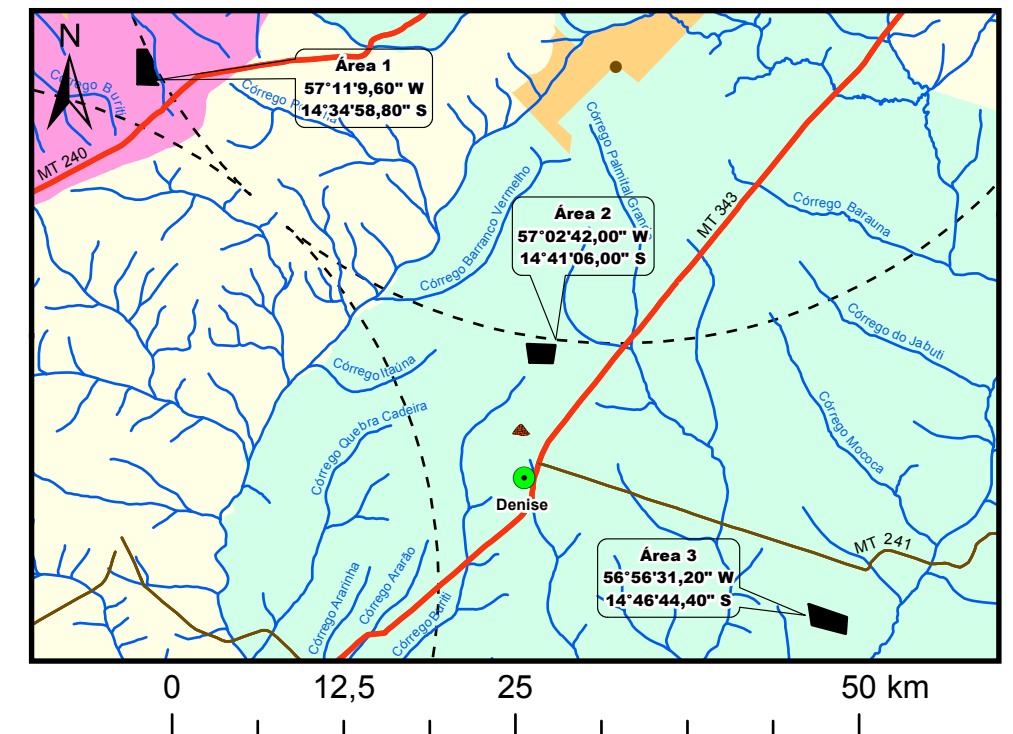 N
Área 1
57°11'9,60" W
14°34'58,80" S
Córrego Buriti
MT 240
Córrego Palmital Grande
Córrego Barranco Vermelho
MT 343
Córrego Barauna
Área 2
57°02'42,00" W
14°41'06,00" S
Córrego do Jabuti
Córrego Itaúna
Córrego Quebra Cadeira
Córrego Mococa
Denise
MT 241
Área 3
56°56'31,20" W
14°46'44,40" S
Córrego Ararinha
Córrego Ararão
Córrego Buriti
0 12,5 25 50 km